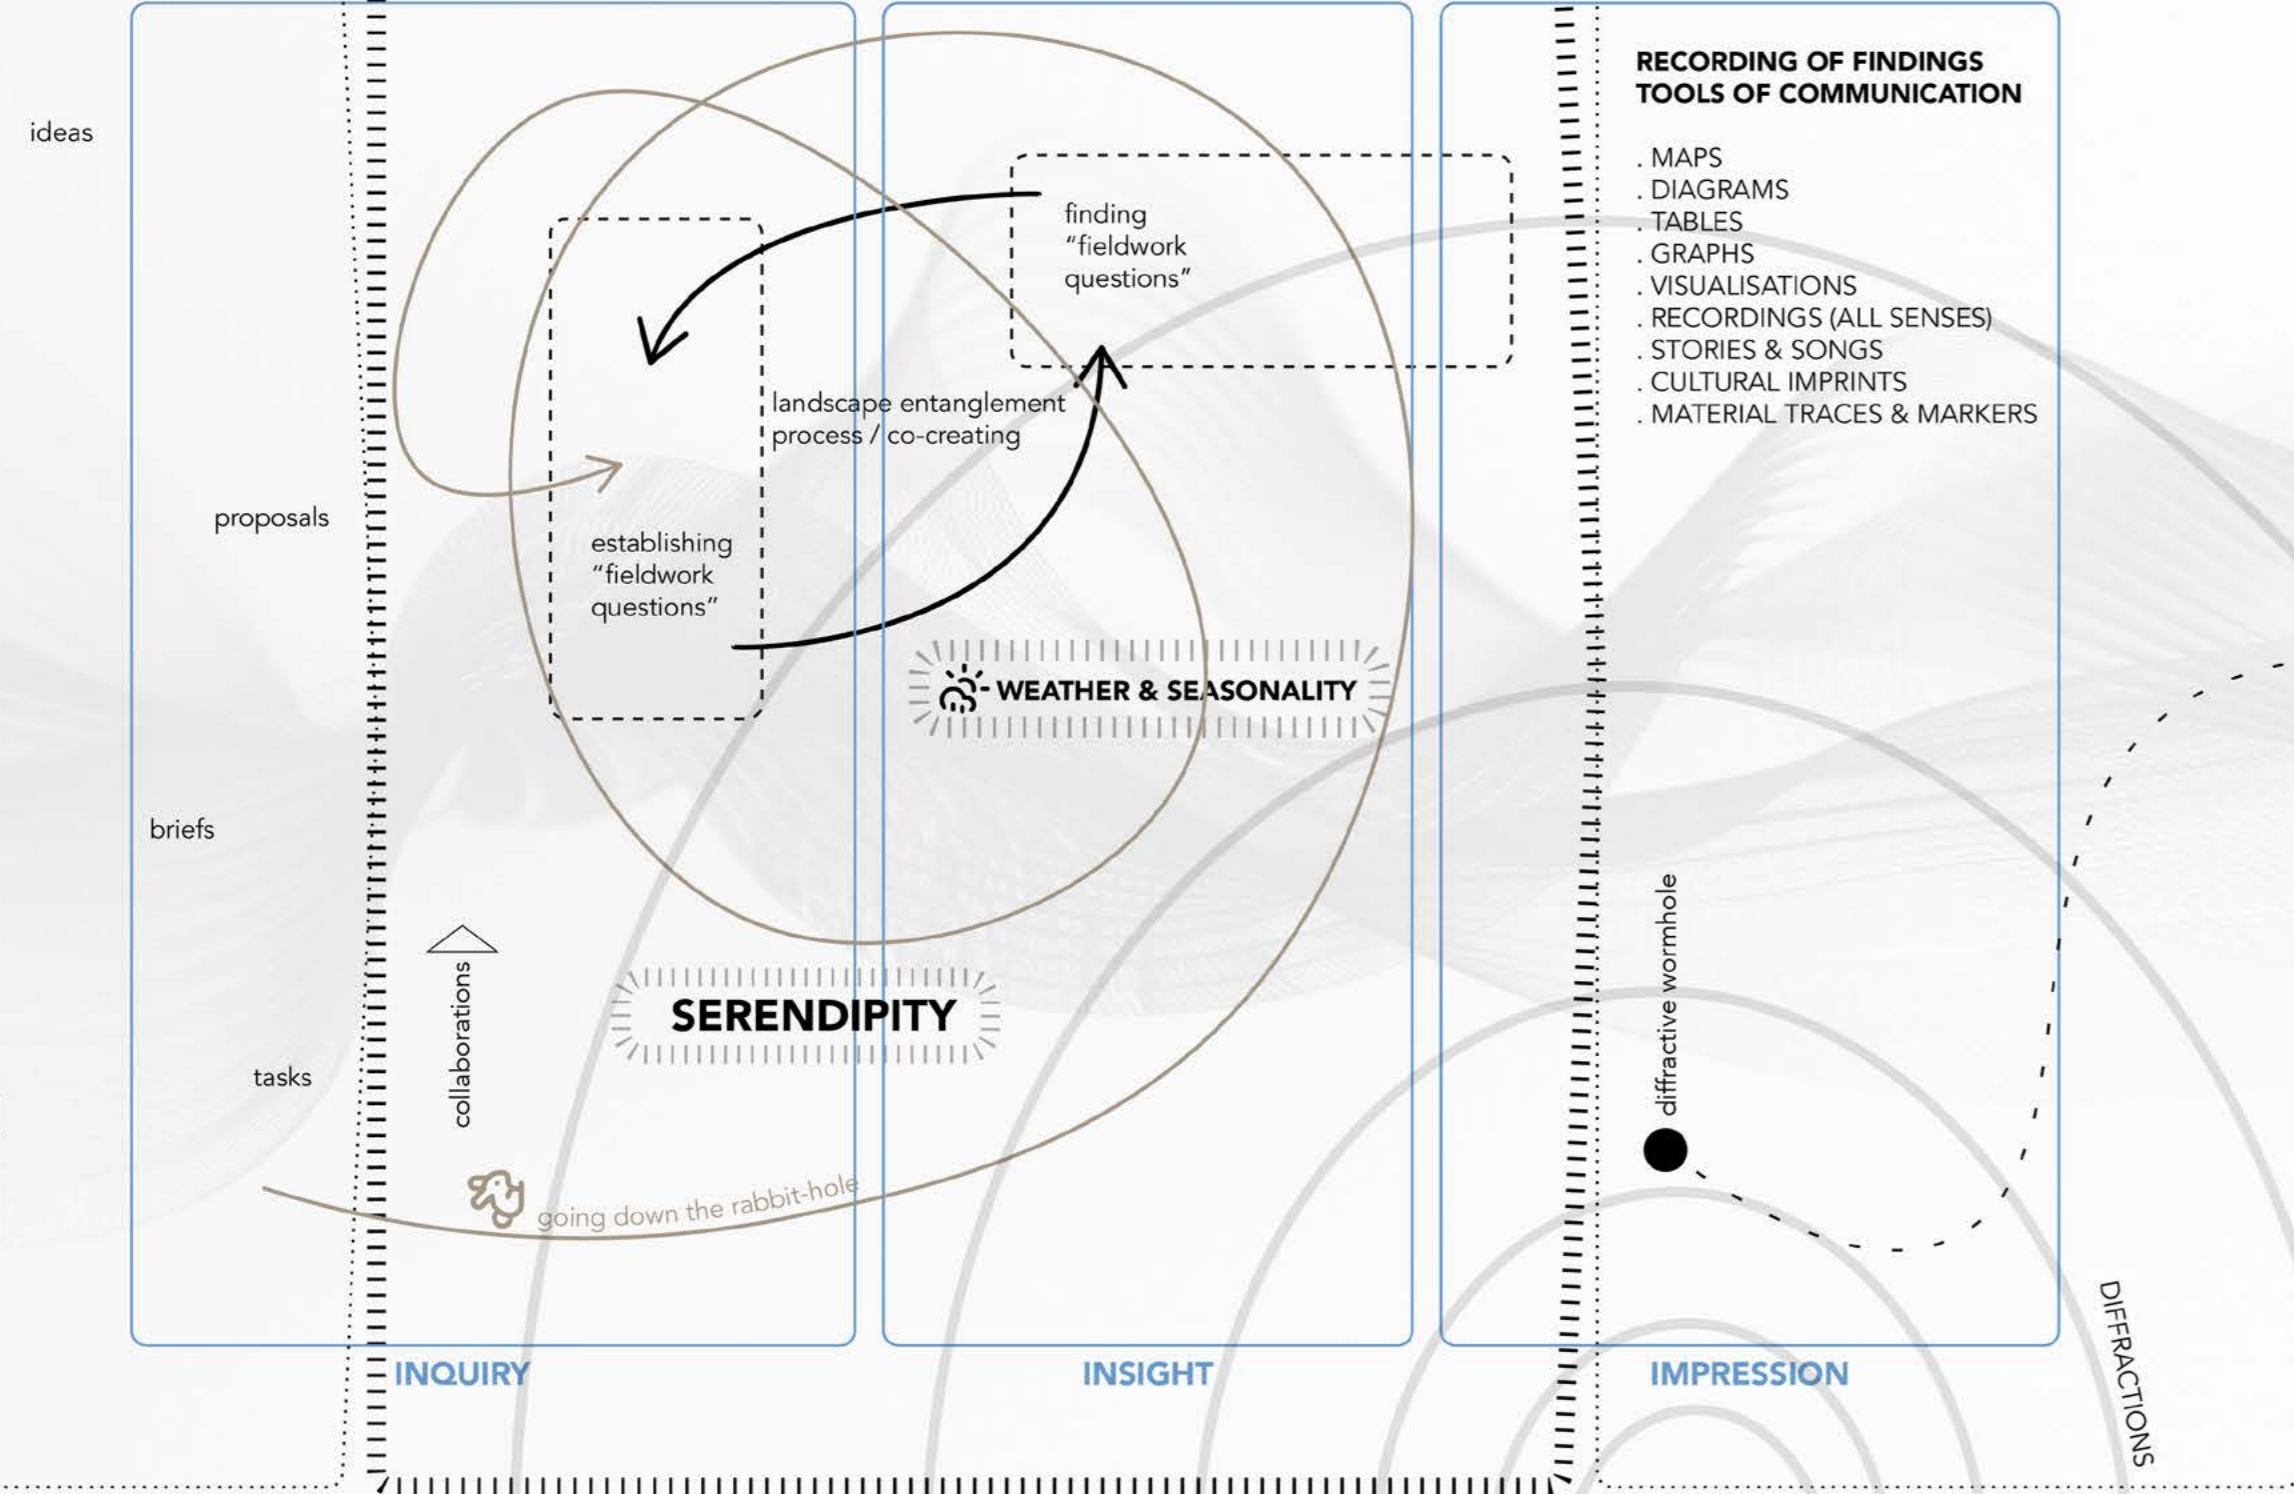 ideas
proposals
briefs
tasks
collaborations
going down the rabbit-hole
establishing
“fieldwork
questions”
landscape entanglement
process / co-creating
finding
“fieldwork
questions”
WEATHER & SEASONALITY
SERENDIPITY
RECORDING OF FINDINGS
TOOLS OF COMMUNICATION
. MAPS
. DIAGRAMS
. TABLES
. GRAPHS
. VISUALISATIONS
. RECORDINGS (ALL SENSES)
. STORIES & SONGS
. CULTURAL IMPRINTS
. MATERIAL TRACES & MARKERS
diffractive wormhole
DIFFRACTIONS
INQUIRY
INSIGHT
IMPRESSION